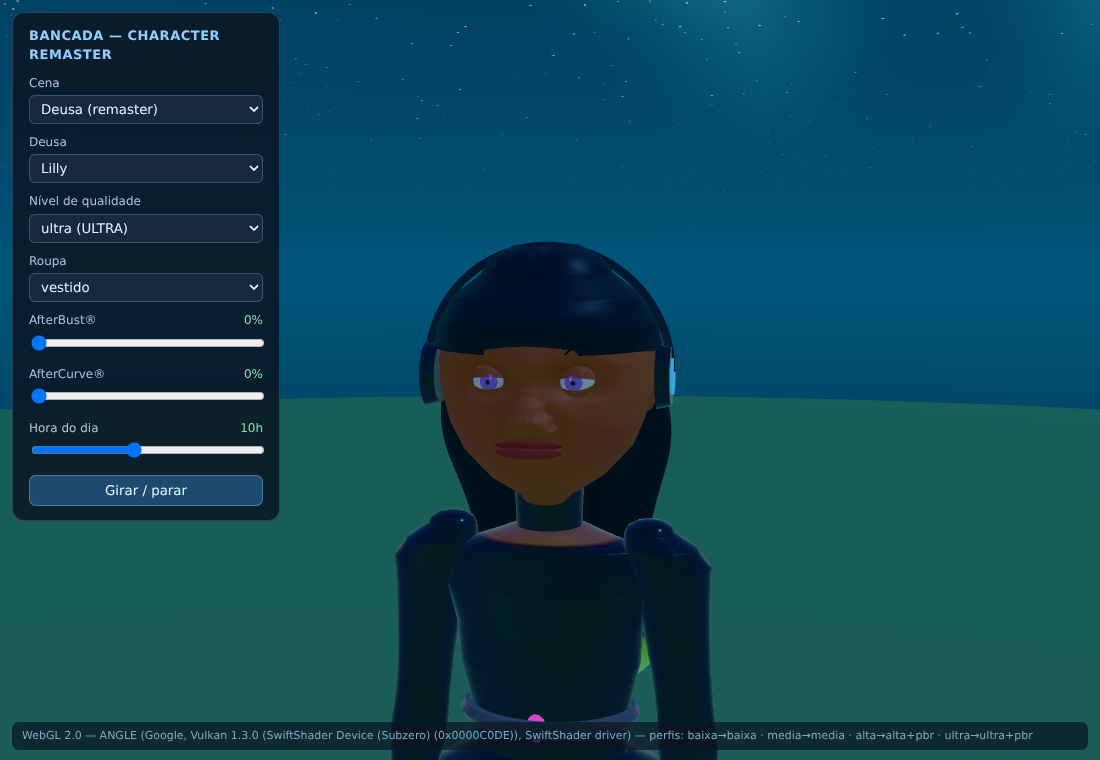 BANCADA — CHARACTER
REMASTER
Cena
Deusa (remaster)
Deusa
Lilly
Nível de qualidade
ultra (ULTRA)
Roupa
vestido
AfterBust® 0%
AfterCurve® 0%
Hora do dia 10h
Girar / parar
WebGL 2.0 — ANGLE (Google, Vulkan 1.3.0 (SwiftShader Device (Subzero) (0x0000C0DE)), SwiftShader driver) — perfis: baixa→baixa · media→media · alta→alta+pbr · ultra→ultra+pbr